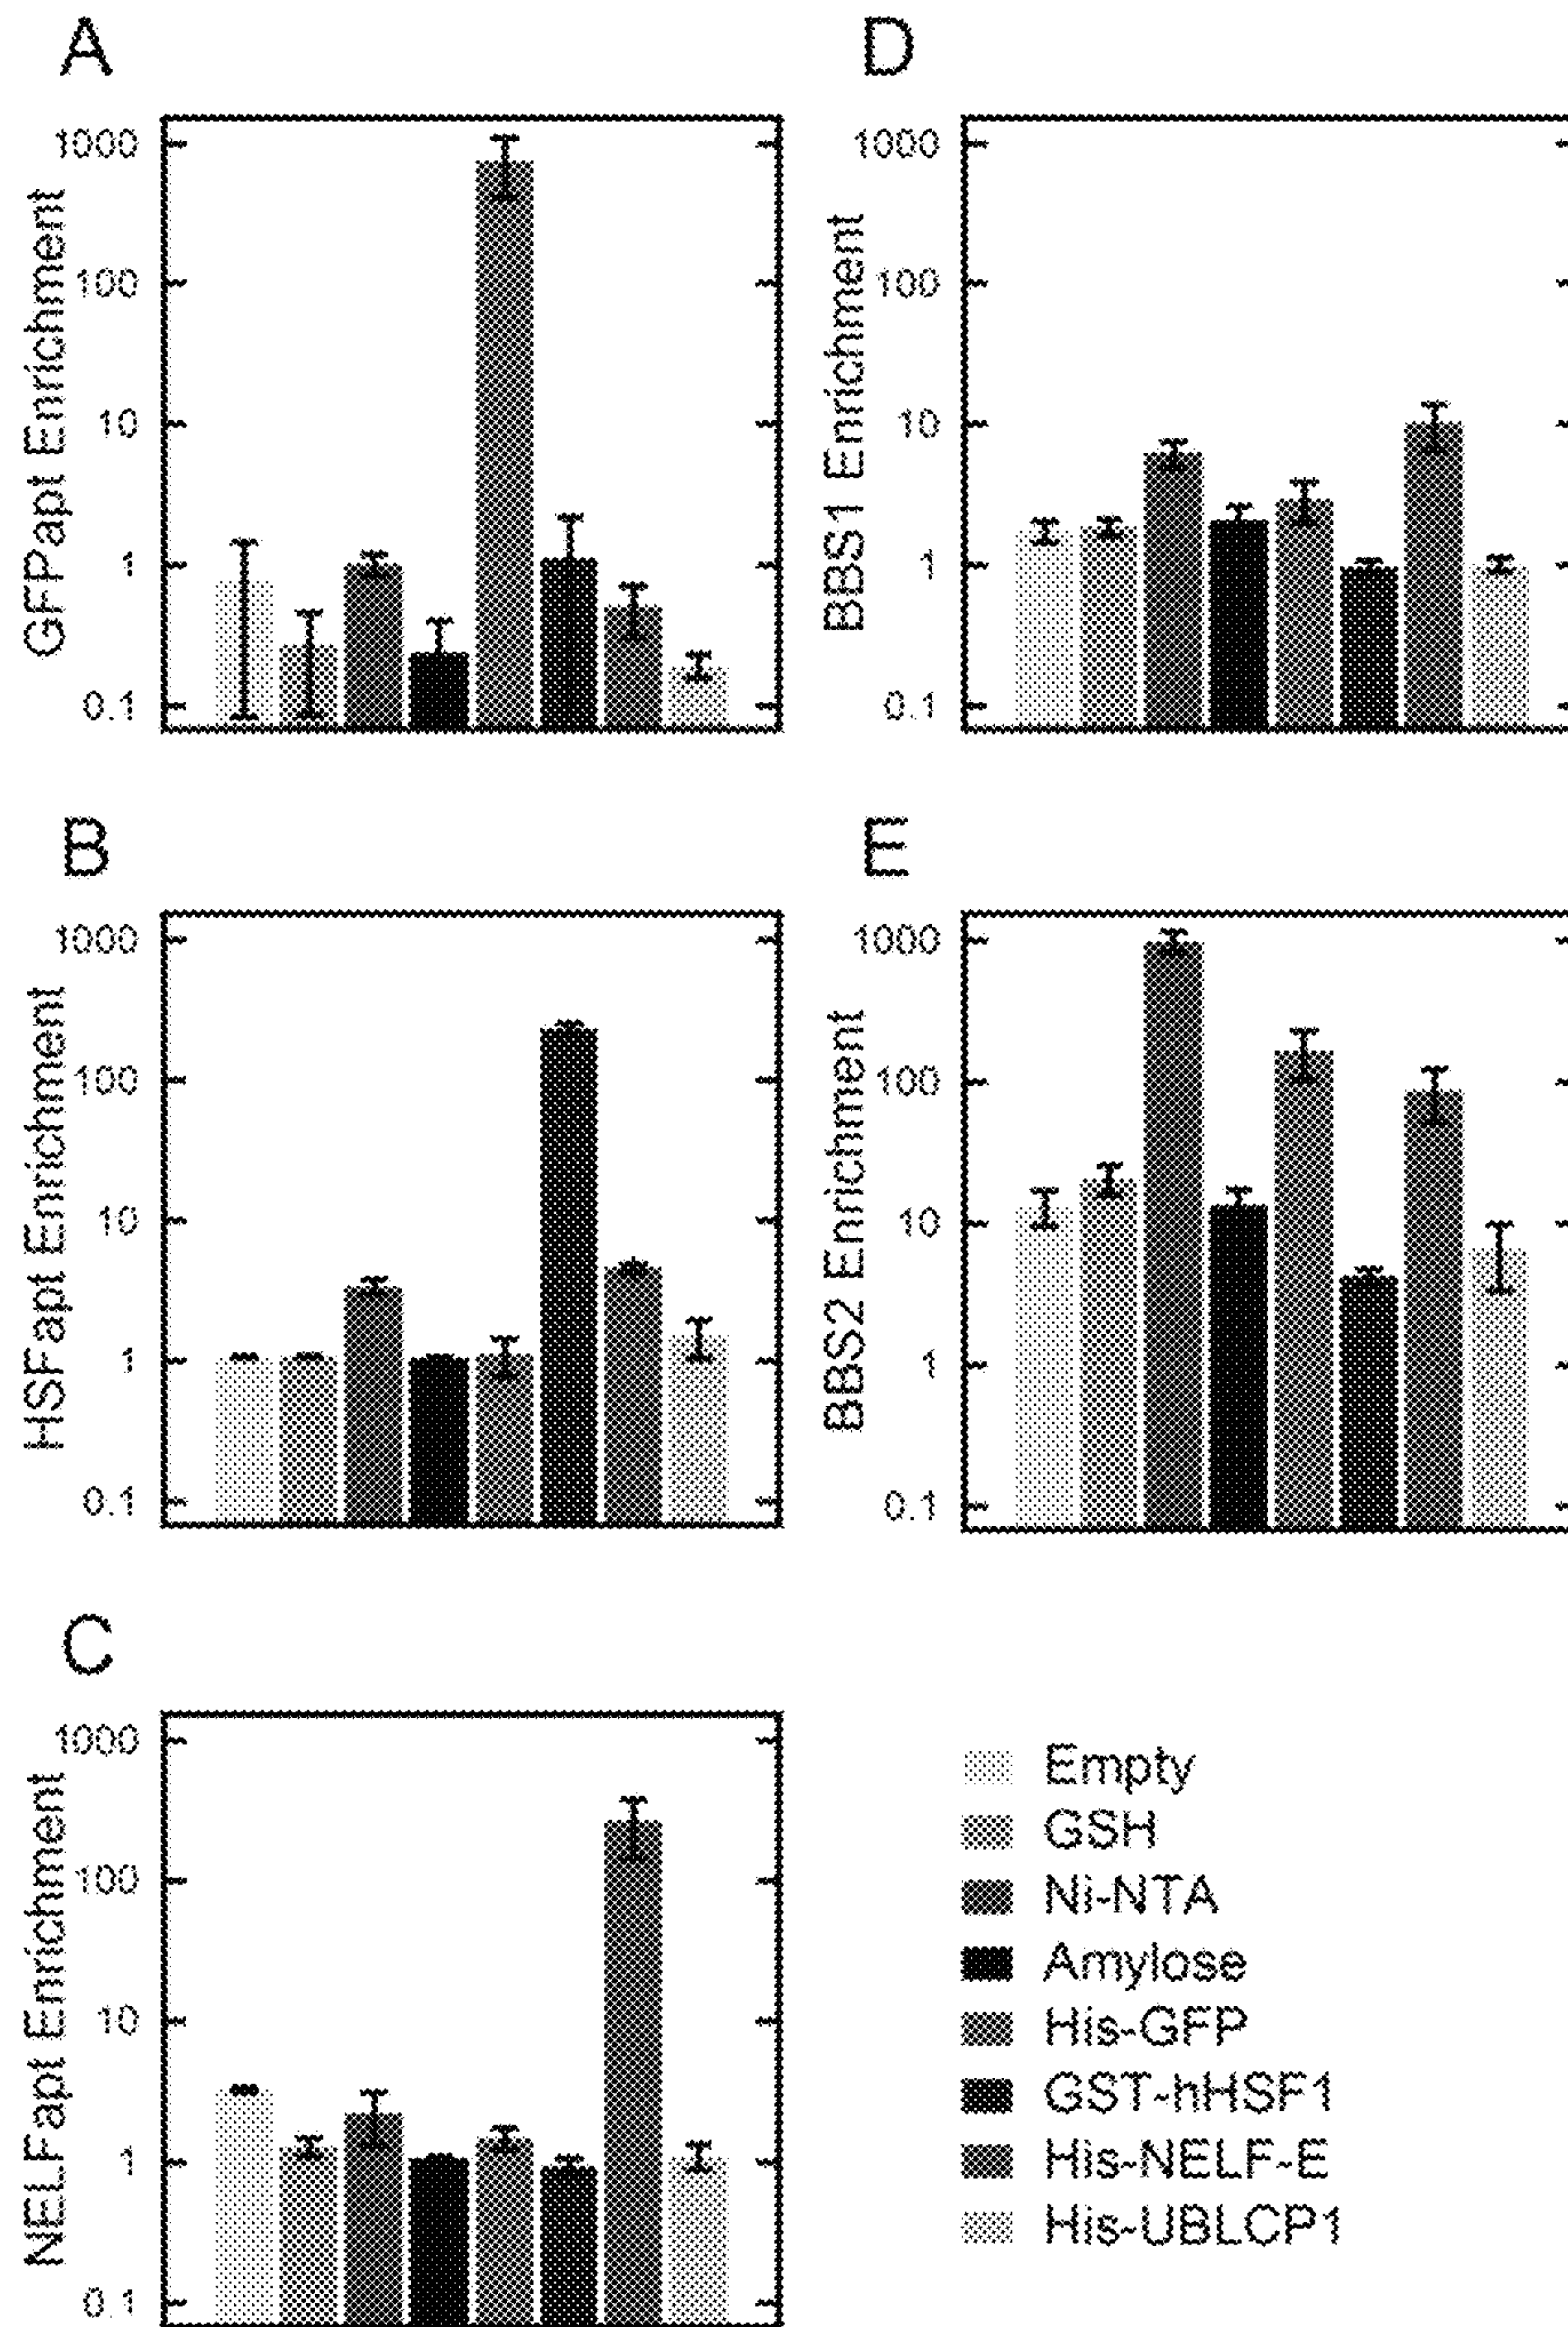 A
GFPapt Enrichment
1000
100
10
1
0.1
D
BBS1 Enrichment
1000
100
10
1
0.1
B
HSFapt Enrichment
1000
100
10
1
0.1
E
BBS2 Enrichment
1000
100
10
1
0.1
C
NELFapt Enrichment
1000
100
10
1
0.1
Empty
GSH
Ni-NTA
Amylose
His-GFP
GST-hHSF1
His-NELF-E
His-UBLCP1